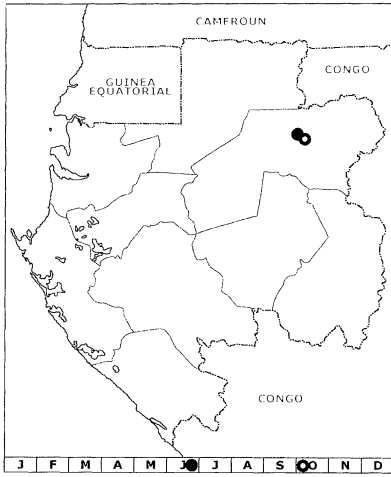 CAMEROUN
CONGO
GUINEA
EQUATORIAL
CONGO
J F M A M J J A S O N D